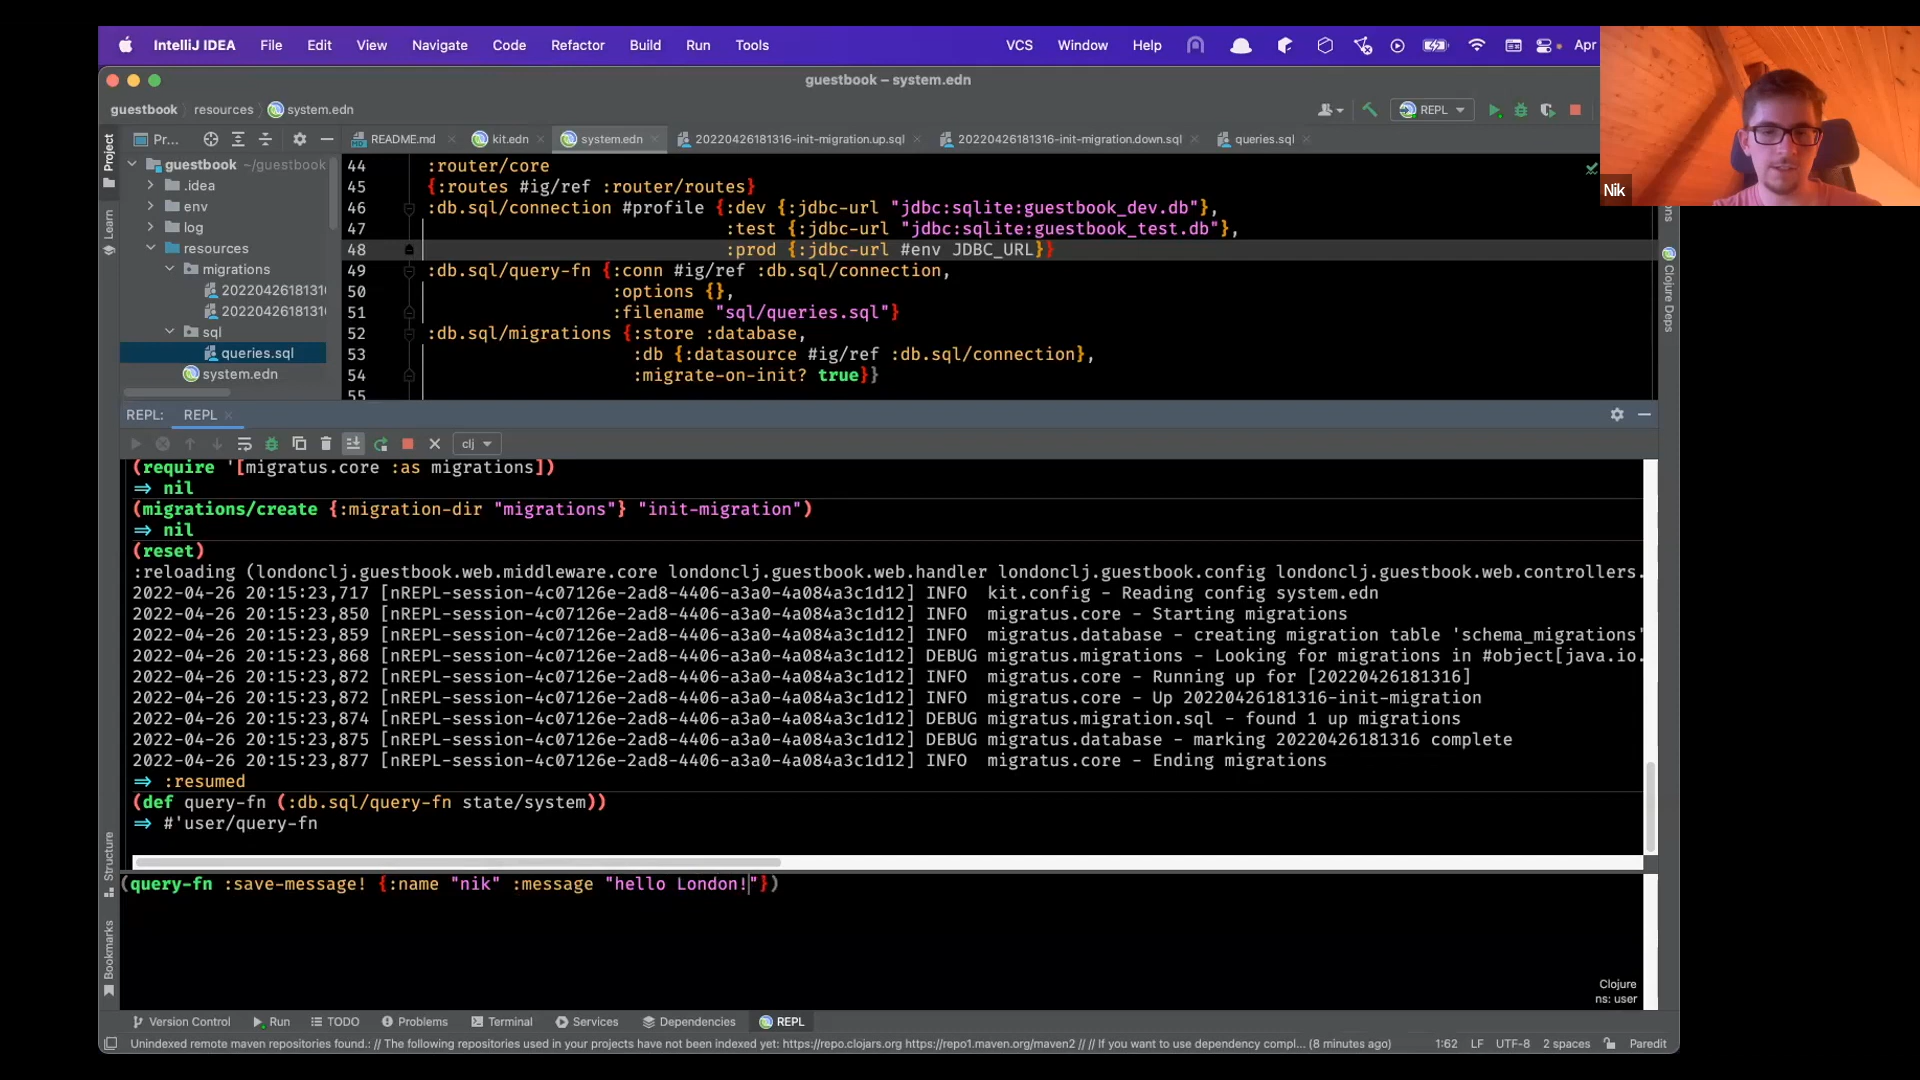 IntelliJ IDEA File Edit View Navigate Code Refactor Build Run Tools VCS Window Help Apr
guestbook – system.edn
guestbook resources system.edn REPL
Project Pr... README.md kit.edn system.edn 20220426181316-init-migration.up.sql 20220426181316-init-migration.down.sql queries.sql
guestbook ~/guestbook
.idea
env
log
resources
migrations
2022042618131
2022042618131
sql
queries.sql
system.edn
Learn
44 :router/core
45 {:routes #ig/ref :router/routes}
46 :db.sql/connection #profile {:dev {:jdbc-url "jdbc:sqlite:guestbook_dev.db"},
47 :test {:jdbc-url "jdbc:sqlite:guestbook_test.db"},
48 :prod {:jdbc-url #env JDBC_URL}}
49 :db.sql/query-fn {:conn #ig/ref :db.sql/connection,
50 :options {},
51 :filename "sql/queries.sql"}
52 :db.sql/migrations {:store :database,
53 :db {:datasource #ig/ref :db.sql/connection},
54 :migrate-on-init? true}}
55
Nik
Clojure Deps
REPL: REPL
clj
(require '[migratus.core :as migrations])
⇒ nil
(migrations/create {:migration-dir "migrations"} "init-migration")
⇒ nil
(reset)
:reloading (londonclj.guestbook.web.middleware.core londonclj.guestbook.web.handler londonclj.guestbook.config londonclj.guestbook.web.controllers.
2022-04-26 20:15:23,717 [nREPL-session-4c07126e-2ad8-4406-a3a0-4a084a3c1d12] INFO kit.config - Reading config system.edn
2022-04-26 20:15:23,850 [nREPL-session-4c07126e-2ad8-4406-a3a0-4a084a3c1d12] INFO migratus.core - Starting migrations
2022-04-26 20:15:23,859 [nREPL-session-4c07126e-2ad8-4406-a3a0-4a084a3c1d12] INFO migratus.database - creating migration table 'schema_migrations'
2022-04-26 20:15:23,868 [nREPL-session-4c07126e-2ad8-4406-a3a0-4a084a3c1d12] DEBUG migratus.migrations - Looking for migrations in #object[java.io.
2022-04-26 20:15:23,872 [nREPL-session-4c07126e-2ad8-4406-a3a0-4a084a3c1d12] INFO migratus.core - Running up for [20220426181316]
2022-04-26 20:15:23,872 [nREPL-session-4c07126e-2ad8-4406-a3a0-4a084a3c1d12] INFO migratus.core - Up 20220426181316-init-migration
2022-04-26 20:15:23,874 [nREPL-session-4c07126e-2ad8-4406-a3a0-4a084a3c1d12] DEBUG migratus.migration.sql - found 1 up migrations
2022-04-26 20:15:23,875 [nREPL-session-4c07126e-2ad8-4406-a3a0-4a084a3c1d12] DEBUG migratus.database - marking 20220426181316 complete
2022-04-26 20:15:23,877 [nREPL-session-4c07126e-2ad8-4406-a3a0-4a084a3c1d12] INFO migratus.core - Ending migrations
⇒ :resumed
(def query-fn (:db.sql/query-fn state/system))
⇒ #'user/query-fn
(query-fn :save-message! {:name "nik" :message "hello London!"})
Structure
Bookmarks
Clojure
ns: user
Version Control Run TODO Problems Terminal Services Dependencies REPL
Unindexed remote maven repositories found.: // The following repositories used in your projects have not been indexed yet: https://repo.clojars.org https://repo1.maven.org/maven2 // // If you want to use dependency compl... (8 minutes ago) 1:62 LF UTF-8 2 spaces Paredit